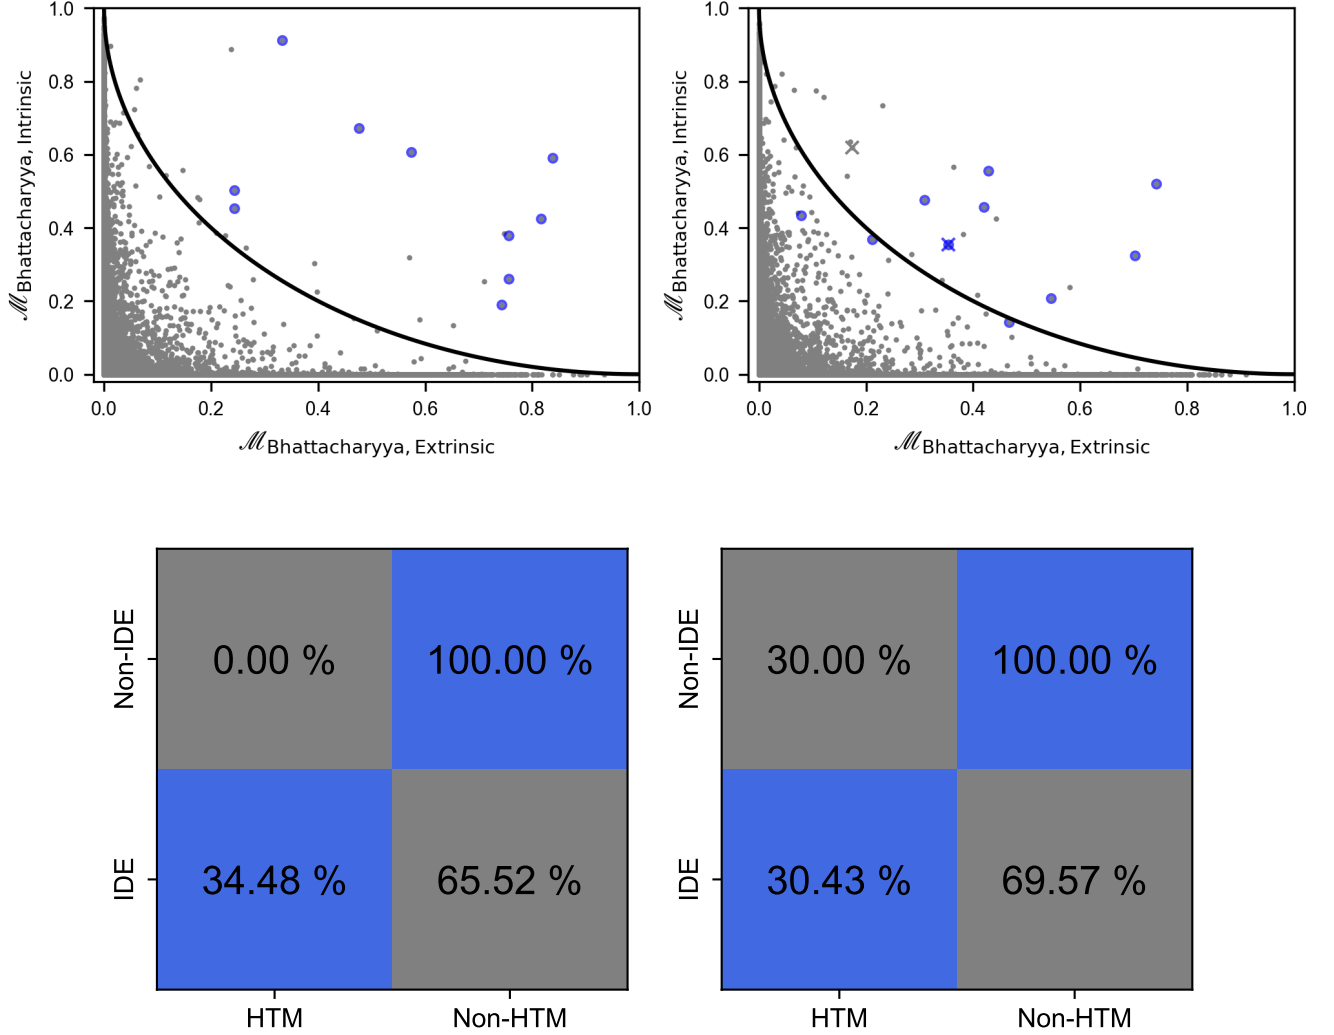 1.0
0.8
0.6
0.4
0.2
0.0
ℳ Bhattacharyya, Intrinsic
0.0 0.2 0.4 0.6 0.8 1.0
ℳ Bhattacharyya, Extrinsic
1.0
0.8
0.6
0.4
0.2
0.0
ℳ Bhattacharyya, Intrinsic
0.0 0.2 0.4 0.6 0.8 1.0
ℳ Bhattacharyya, Extrinsic
Non-IDE
0.00 % 100.00 %
IDE
34.48 % 65.52 %
HTM Non-HTM
Non-IDE
30.00 % 100.00 %
IDE
30.43 % 69.57 %
HTM Non-HTM